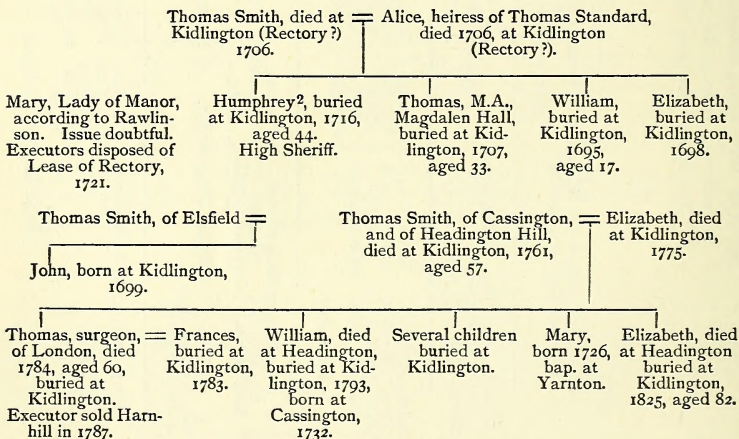 Thomas Smith, died at
Kidlington (Rectory?)
1706.
=
Alice, heiress of Thomas Standard,
died 1706, at Kidlington
(Rectory?).
Mary, Lady of Manor,
according to Rawlin-
son. Issue doubtful.
Executors disposed of
Lease of Rectory,
1721.
Humphrey², buried
at Kidlington, 1716,
aged 44.
High Sheriff.
Thomas, M.A.,
Magdalen Hall,
buried at Kid-
lington, 1707,
aged 33.
William,
buried at
Kidlington,
1695,
aged 17.
Elizabeth,
buried at
Kidlington,
1698.
Thomas Smith, of Elsfield =
John, born at Kidlington,
1699.
Thomas Smith, of Cassington,
and of Headington Hill,
died at Kidlington, 1761,
aged 57.
=
Elizabeth, died
at Kidlington,
1775.
Thomas, surgeon,
of London, died
1784, aged 60,
buried at
Kidlington.
Executor sold Harn-
hill in 1787.
=
Frances,
buried at
Kidlington,
1783.
William, died
at Headington,
buried at Kid-
lington, 1793,
born at
Cassington,
1732.
Several children
buried at
Kidlington.
Mary,
born 1726,
bap. at
Yarnton.
Elizabeth, died
at Headington
buried at
Kidlington,
1825, aged 82.